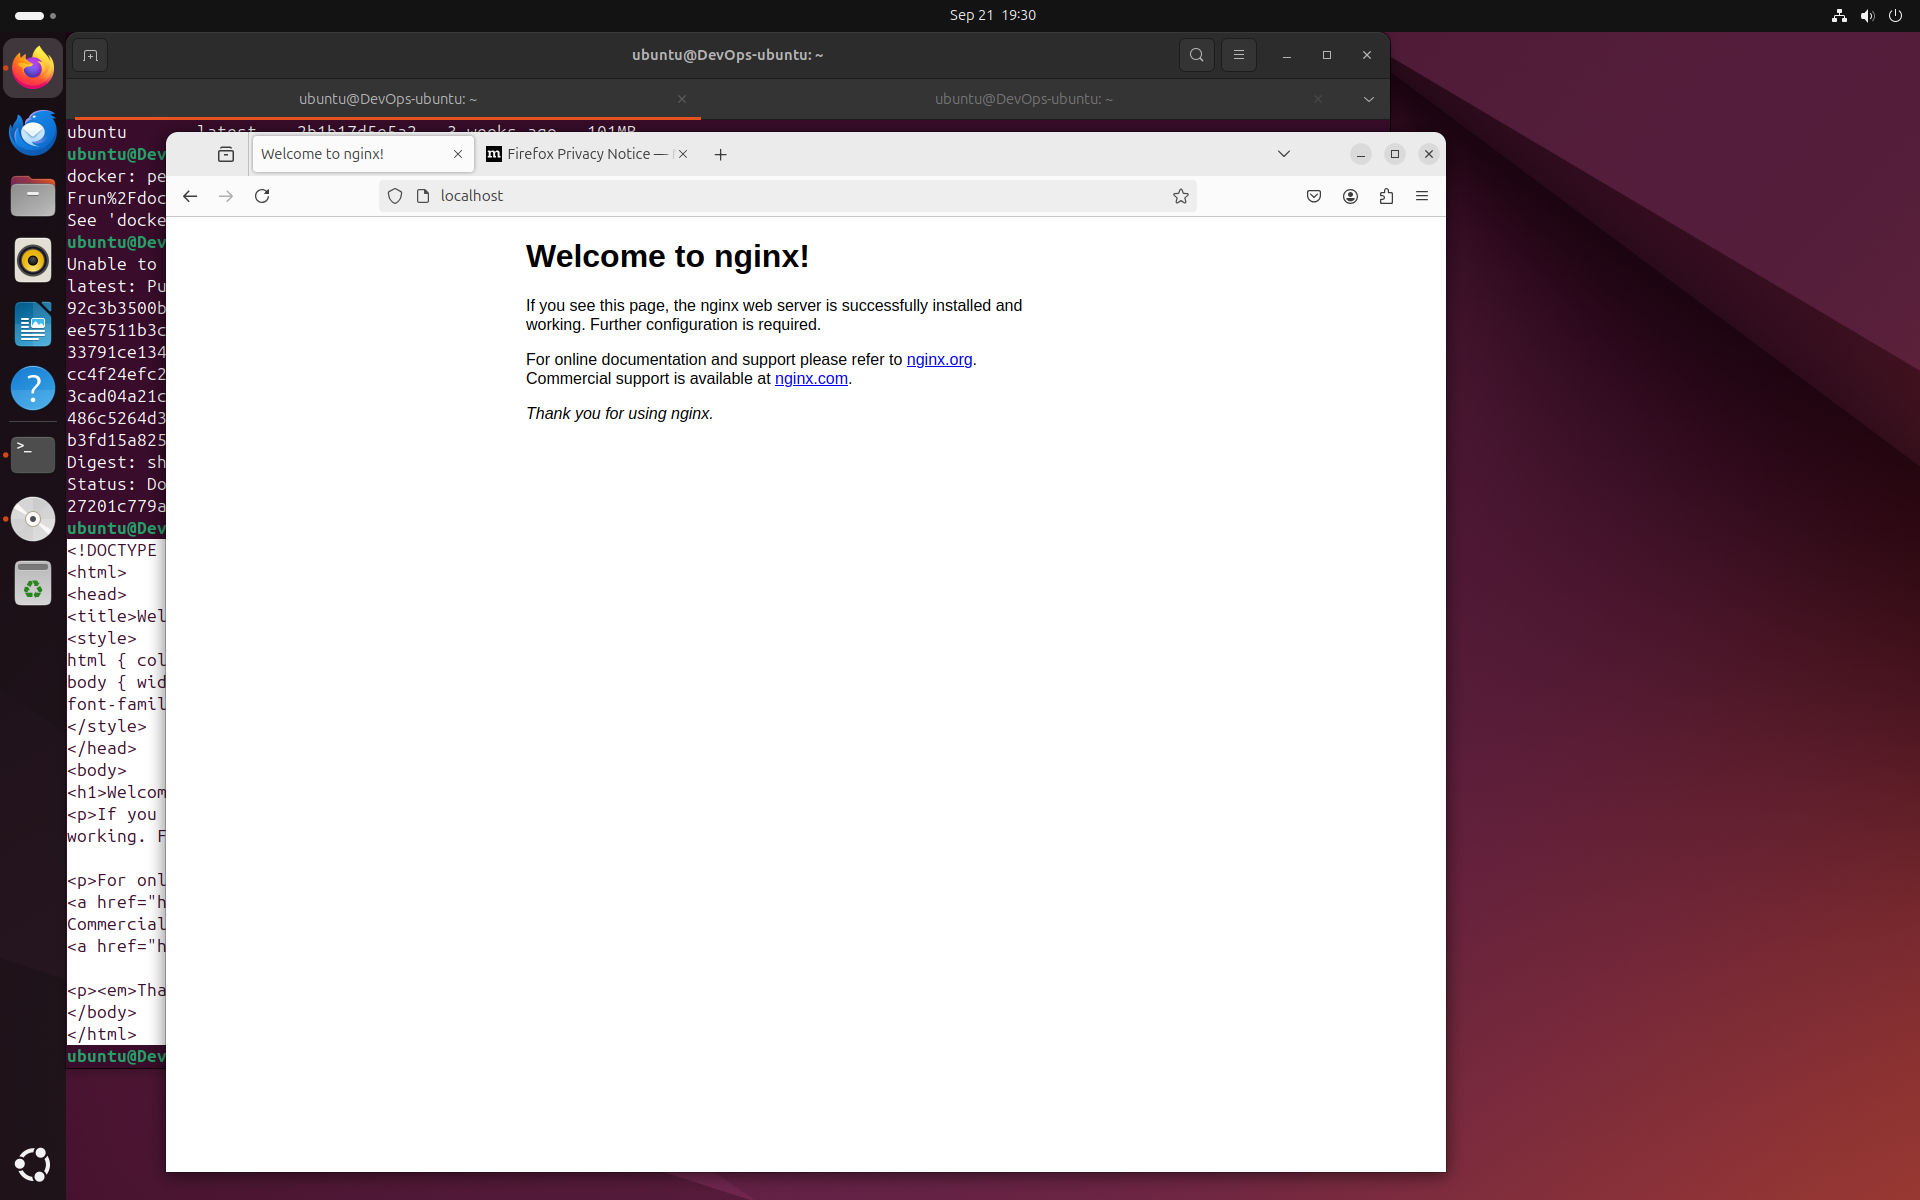 Sep 21 19:30
ubuntu@DevOps-ubuntu: ~
ubuntu@DevOps-ubuntu: ~
ubuntu@DevOps-ubuntu: ~
ubuntu
ubuntu@Dev
docker: pe
Frun%2Fdoc
See 'docke
ubuntu@Dev
Unable to
latest: Pu
92c3b3500b
ee57511b3c
33791ce134
cc4f24efc2
3cad04a21c
486c5264d3
b3fd15a825
Digest: sh
Status: Do
27201c779a
ubuntu@Dev
<!DOCTYPE
<html>
<head>
<title>Wel
<style>
html { col
body { wid
font-famil
</style>
</head>
<body>
<h1>Welcom
<p>If you
working. F
<p>For onl
<a href="h
Commercial
<a href="h
<p><em>Tha
</body>
</html>
ubuntu@Dev
Welcome to nginx!
Firefox Privacy Notice —
localhost
Welcome to nginx!
If you see this page, the nginx web server is successfully installed and
working. Further configuration is required.
For online documentation and support please refer to nginx.org.
Commercial support is available at nginx.com.
Thank you for using nginx.